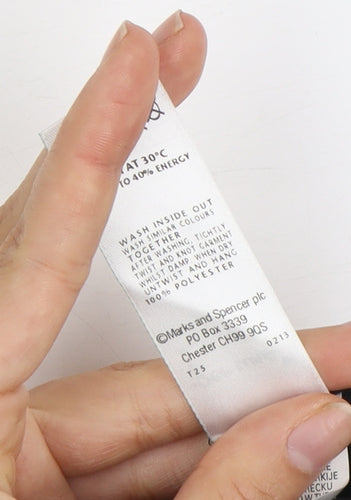 AT 30°C
TO 40% ENERGY
WASH INSIDE OUT
WASH SIMILAR COLOURS
TOGETHER
AFTER WASHING, TIGHTLY
TWIST AND KNOT GARMENT
WHILST DAMP. WHEN DRY
UNTWIST AND HANG
100% POLYESTER
©Marks and Spencer plc
PO Box 3339
Chester CH99 9OS
T25 0213